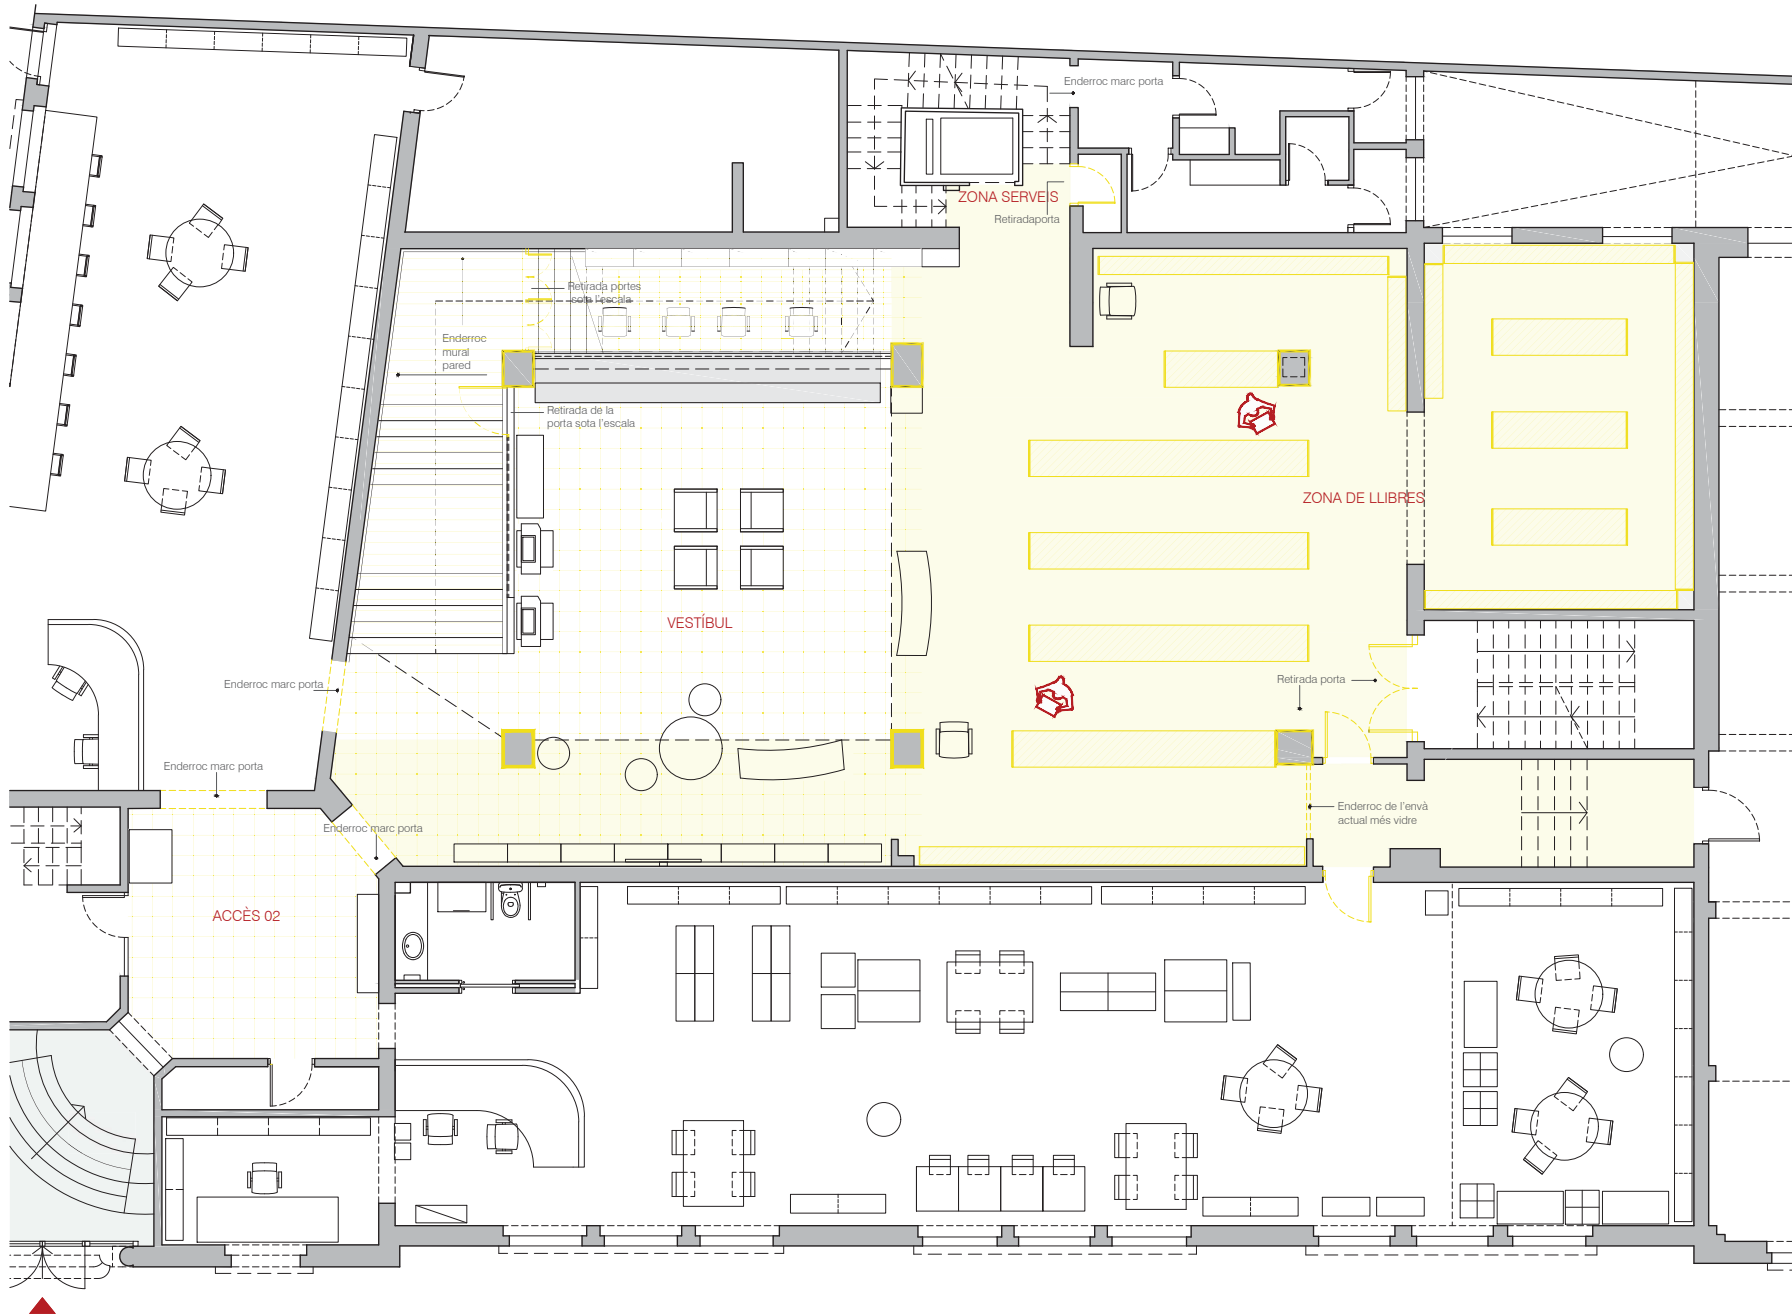 Enderroc marc porta
ZONA SERVEIS
Retiradaporta
Retirada portes
sota l'escala
Enderroc
mural
pared
Retirada de la
porta sota l'escala
ZONA DE LLIBRES
VESTÍBUL
Enderroc marc porta
Retirada porta
Enderroc marc porta
Enderroc de l'envà
actual més vidre
Enderroc marc porta
ACCÈS 02